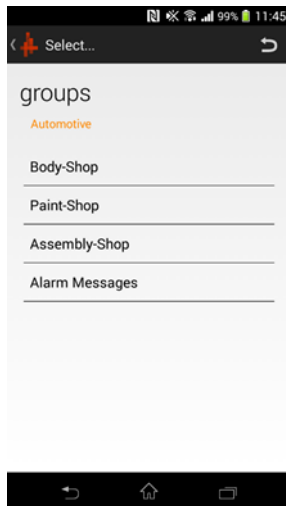 99% 11:45
Select...
groups
Automotive
Body-Shop
Paint-Shop
Assembly-Shop
Alarm Messages